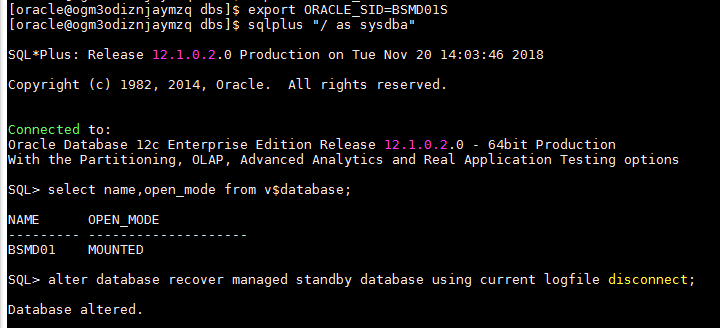 [oracle@ogm3odiznjaymzq dbs]$ export ORACLE_SID=BSMD01S
[oracle@ogm3odiznjaymzq dbs]$ sqlplus "/ as sysdba"
SQL*Plus: Release 12.1.0.2.0 Production on Tue Nov 20 14:03:46 2018
Copyright (c) 1982, 2014, Oracle.  All rights reserved.
Connected to:
Oracle Database 12c Enterprise Edition Release 12.1.0.2.0 - 64bit Production
With the Partitioning, OLAP, Advanced Analytics and Real Application Testing options
SQL> select name,open_mode from v$database;
NAME      OPEN_MODE
--------- --------------------
BSMD01    MOUNTED
SQL> alter database recover managed standby database using current logfile disconnect;
Database altered.